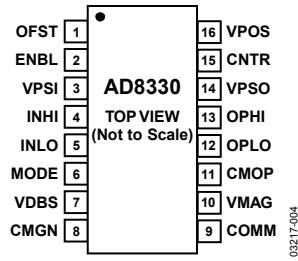 OFST 1
ENBL 2
VPSI 3
INHI 4
INLO 5
MODE 6
VDBS 7
CMGN 8
AD8330
TOP VIEW
(Not to Scale)
16 VPOS
15 CNTR
14 VPSO
13 OPHI
12 OPLO
11 CMOP
10 VMAG
9 COMM
03217-004